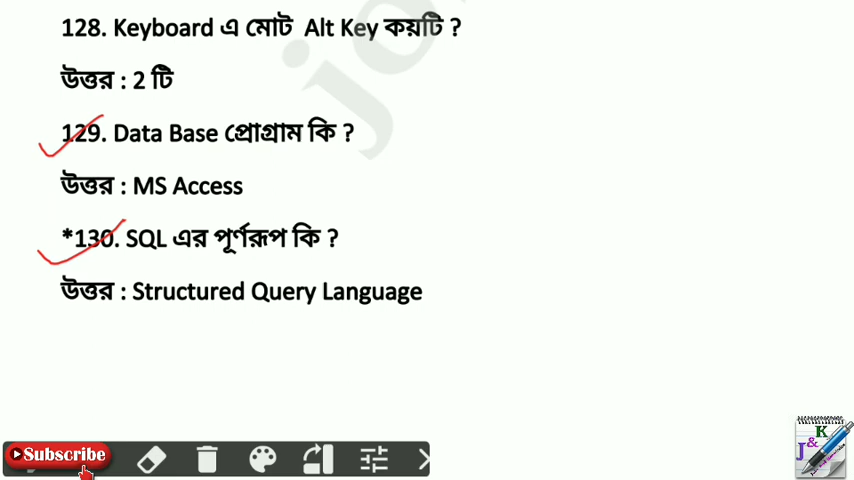 128. Keyboard এ মোট Alt Key কয়টি ?
উত্তর : 2 টি
129. Data Base প্রোগ্রাম কি ?
উত্তর : MS Access
*130. SQL এর পূর্ণরূপ কি ?
উত্তর : Structured Query Language
Subscribe
J&K